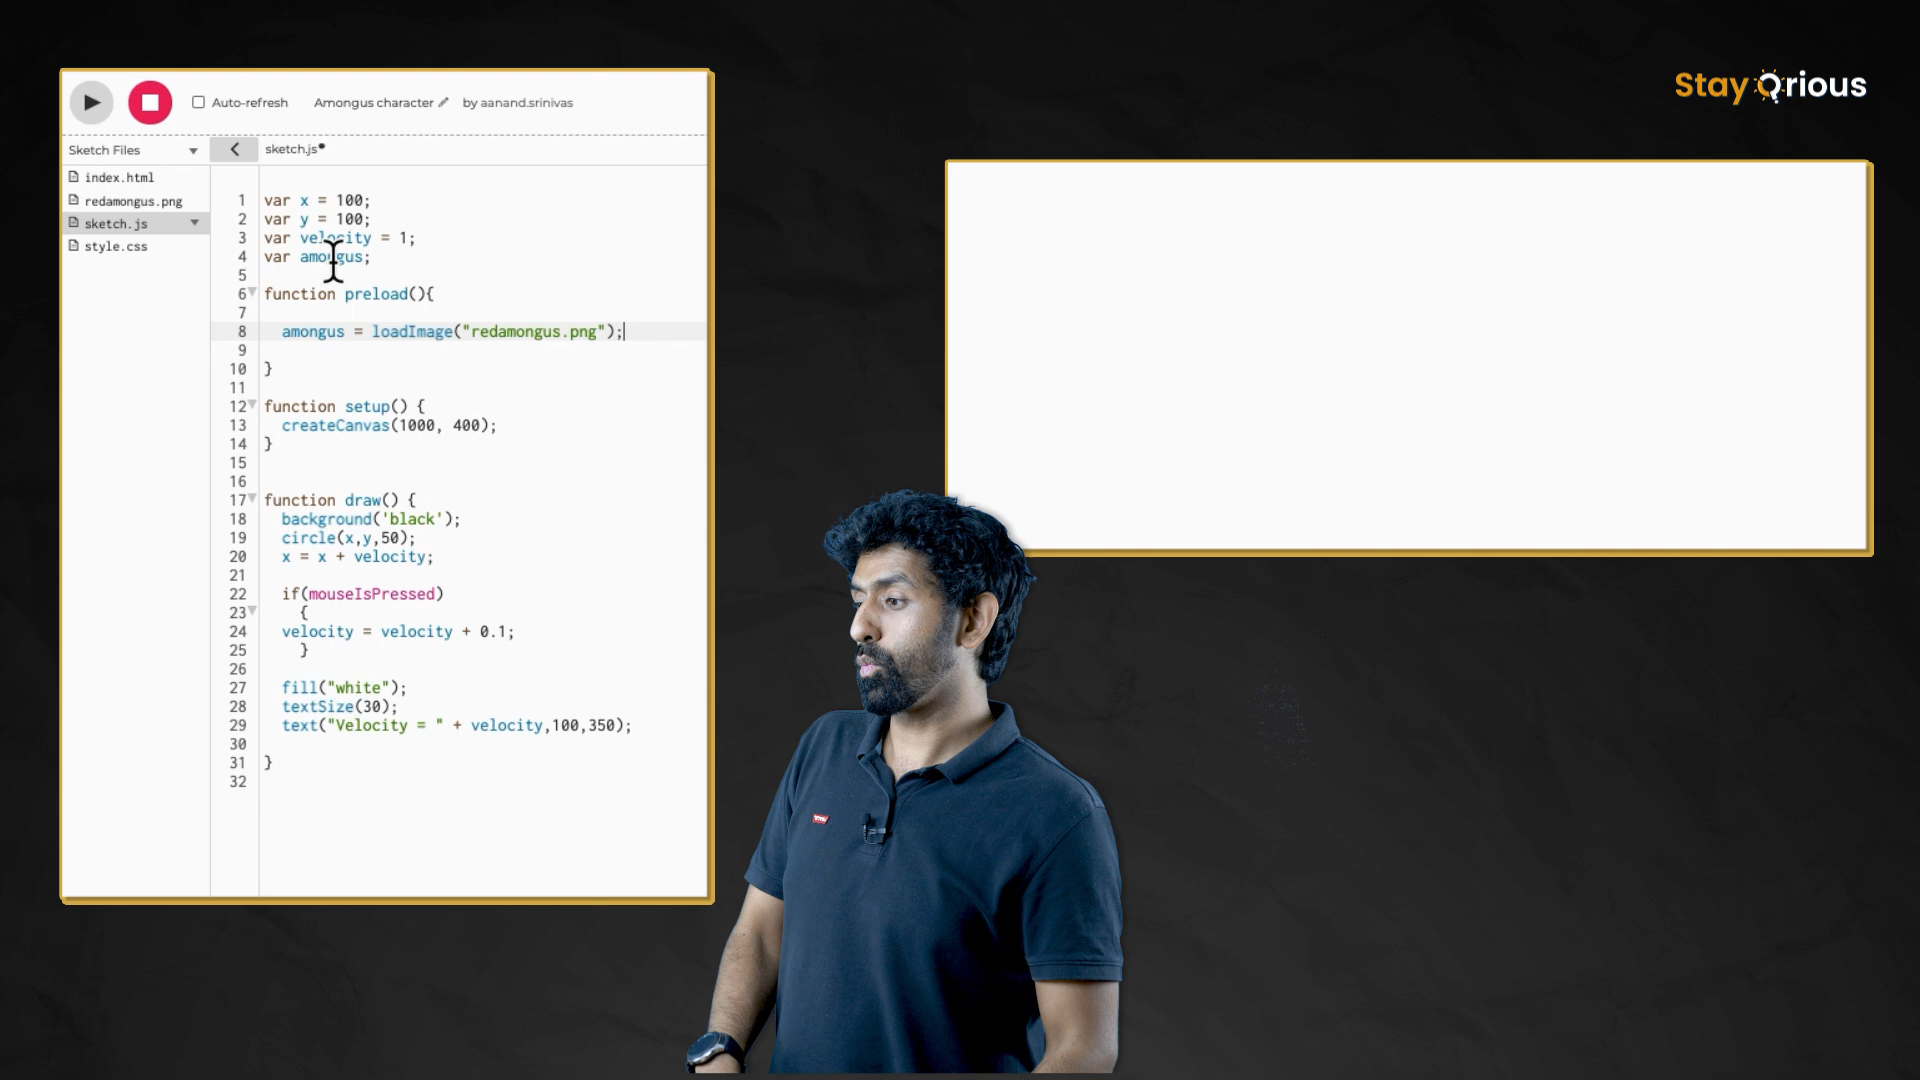 Auto-refresh Amongus character by aanand.srinivas
Stay Qrious
Sketch Files sketch.js
index.html
redamongus.png
sketch.js
style.css
1 var x = 100;
2 var y = 100;
3 var velocity = 1;
4 var amongus;
5
6 function preload(){
7
8 amongus = loadImage("redamongus.png");
9
10 }
11
12 function setup() {
13 createCanvas(1000, 400);
14 }
15
16
17 function draw() {
18 background('black');
19 circle(x,y,50);
20 x = x + velocity;
21
22 if(mouseIsPressed)
23 {
24 velocity = velocity + 0.1;
25 }
26
27 fill("white");
28 textSize(30);
29 text("Velocity = " + velocity,100,350);
30
31 }
32